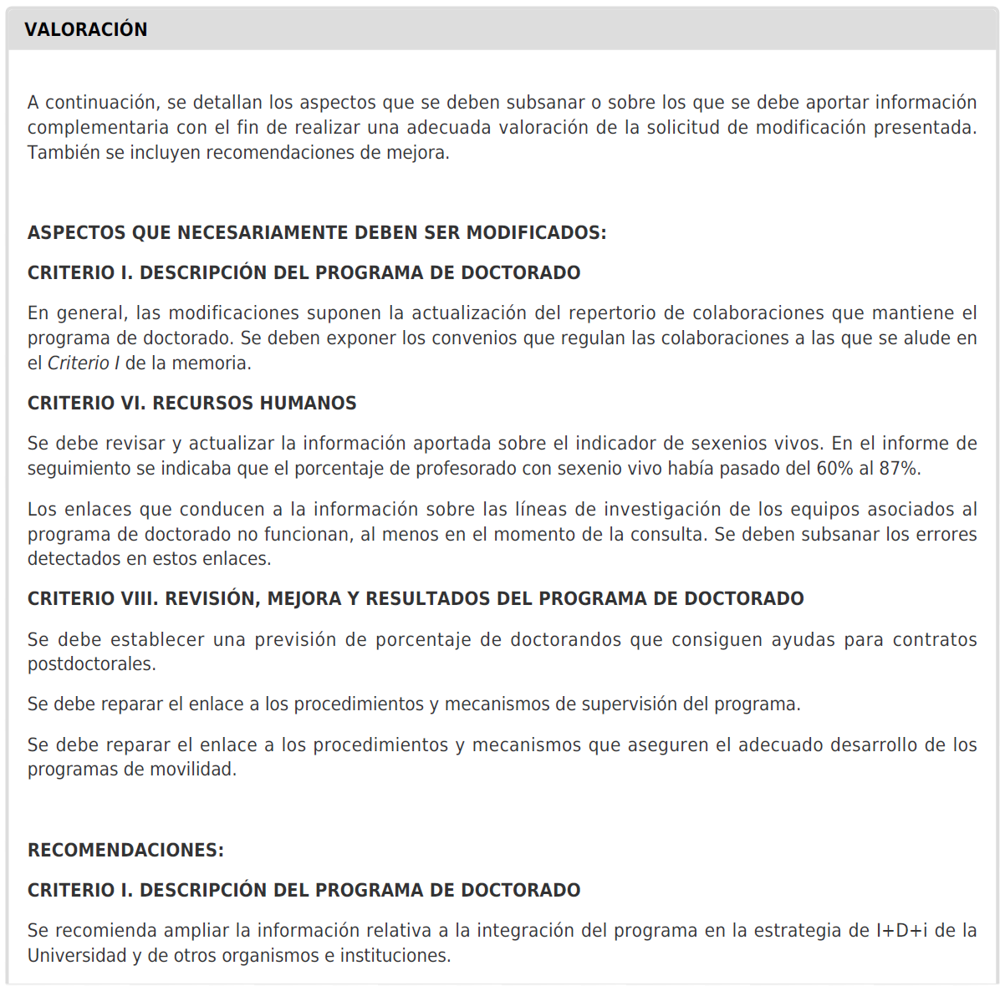 VALORACIÓN
A continuación, se detallan los aspectos que se deben subsanar o sobre los que se debe aportar información
complementaria con el fin de realizar una adecuada valoración de la solicitud de modificación presentada.
También se incluyen recomendaciones de mejora.
ASPECTOS QUE NECESARIAMENTE DEBEN SER MODIFICADOS:
CRITERIO I. DESCRIPCIÓN DEL PROGRAMA DE DOCTORADO
En general, las modificaciones suponen la actualización del repertorio de colaboraciones que mantiene el
programa de doctorado. Se deben exponer los convenios que regulan las colaboraciones a las que se alude en
el Criterio I de la memoria.
CRITERIO VI. RECURSOS HUMANOS
Se debe revisar y actualizar la información aportada sobre el indicador de sexenios vivos. En el informe de
seguimiento se indicaba que el porcentaje de profesorado con sexenio vivo había pasado del 60% al 87%.
Los enlaces que conducen a la información sobre las líneas de investigación de los equipos asociados al
programa de doctorado no funcionan, al menos en el momento de la consulta. Se deben subsanar los errores
detectados en estos enlaces.
CRITERIO VIII. REVISIÓN, MEJORA Y RESULTADOS DEL PROGRAMA DE DOCTORADO
Se debe establecer una previsión de porcentaje de doctorandos que consiguen ayudas para contratos
postdoctorales.
Se debe reparar el enlace a los procedimientos y mecanismos de supervisión del programa.
Se debe reparar el enlace a los procedimientos y mecanismos que aseguren el adecuado desarrollo de los
programas de movilidad.
RECOMENDACIONES:
CRITERIO I. DESCRIPCIÓN DEL PROGRAMA DE DOCTORADO
Se recomienda ampliar la información relativa a la integración del programa en la estrategia de I+D+i de la
Universidad y de otros organismos e instituciones.